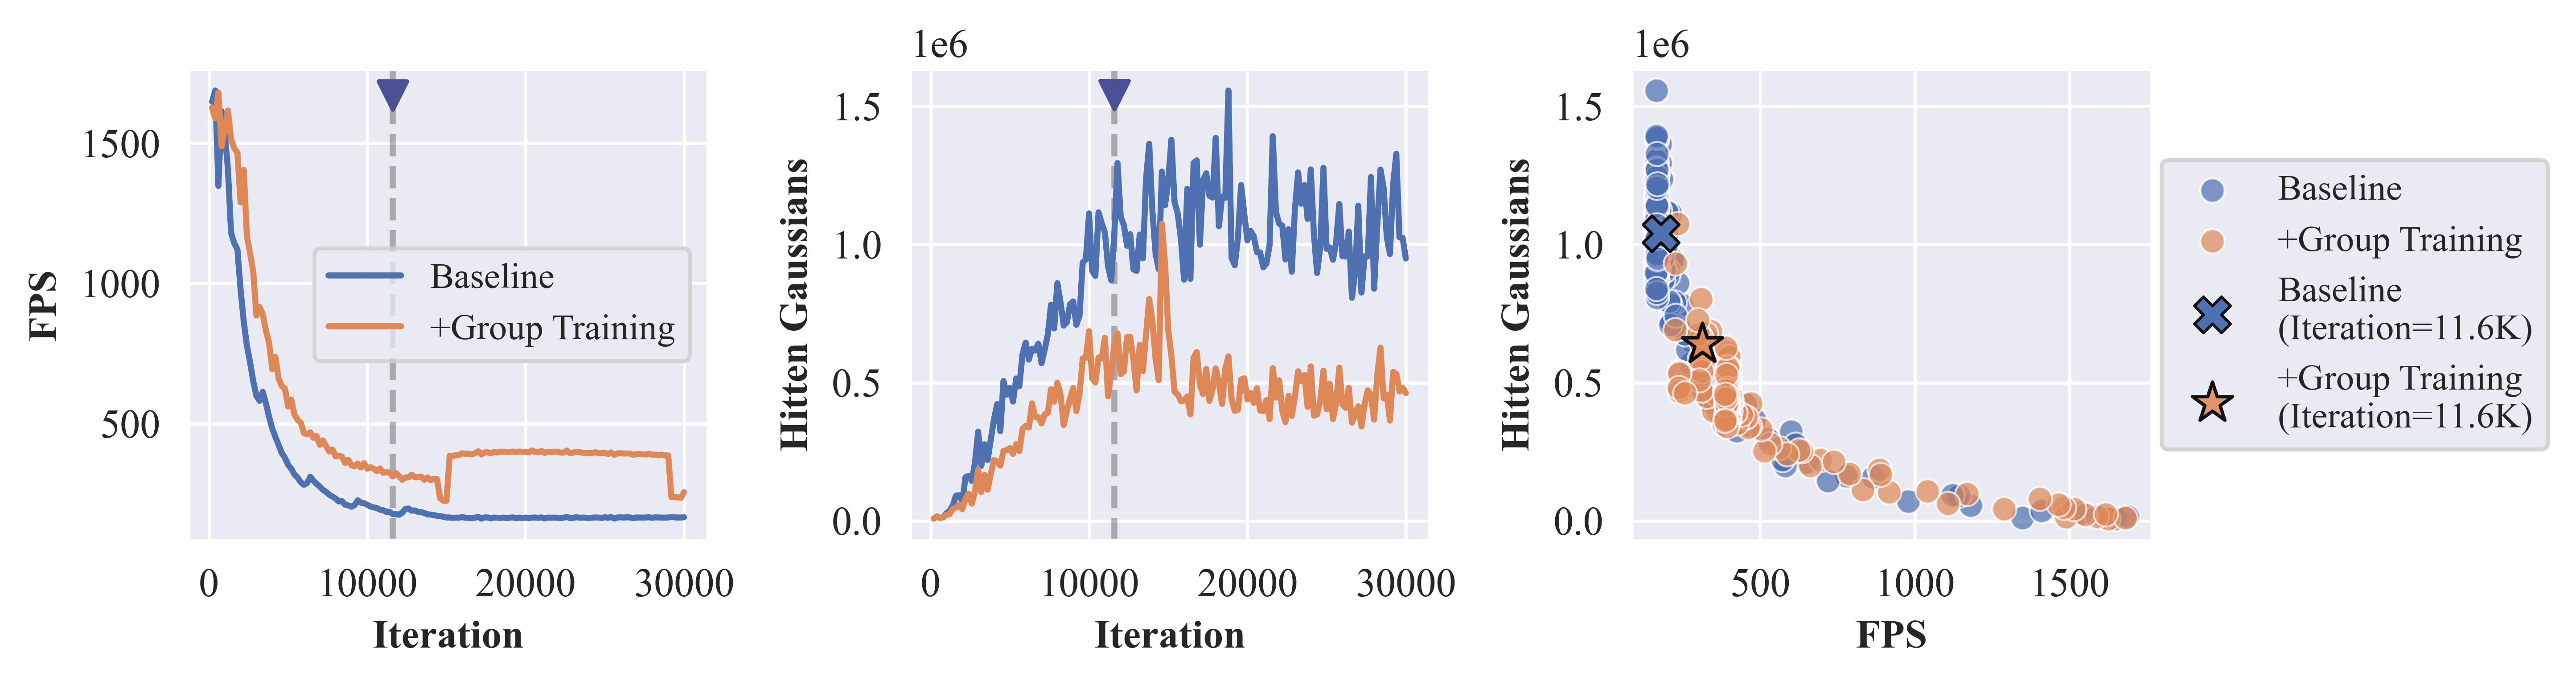 FPS
1500
1000
500
0
10000
20000
30000
Iteration
Baseline
+Group Training
1e6
Hitten Gaussians
1.5
1.0
0.5
0.0
0
10000
20000
30000
Iteration
1e6
Hitten Gaussians
1.5
1.0
0.5
0.0
500
1000
1500
FPS
Baseline
+Group Training
Baseline
(Iteration=11.6K)
+Group Training
(Iteration=11.6K)